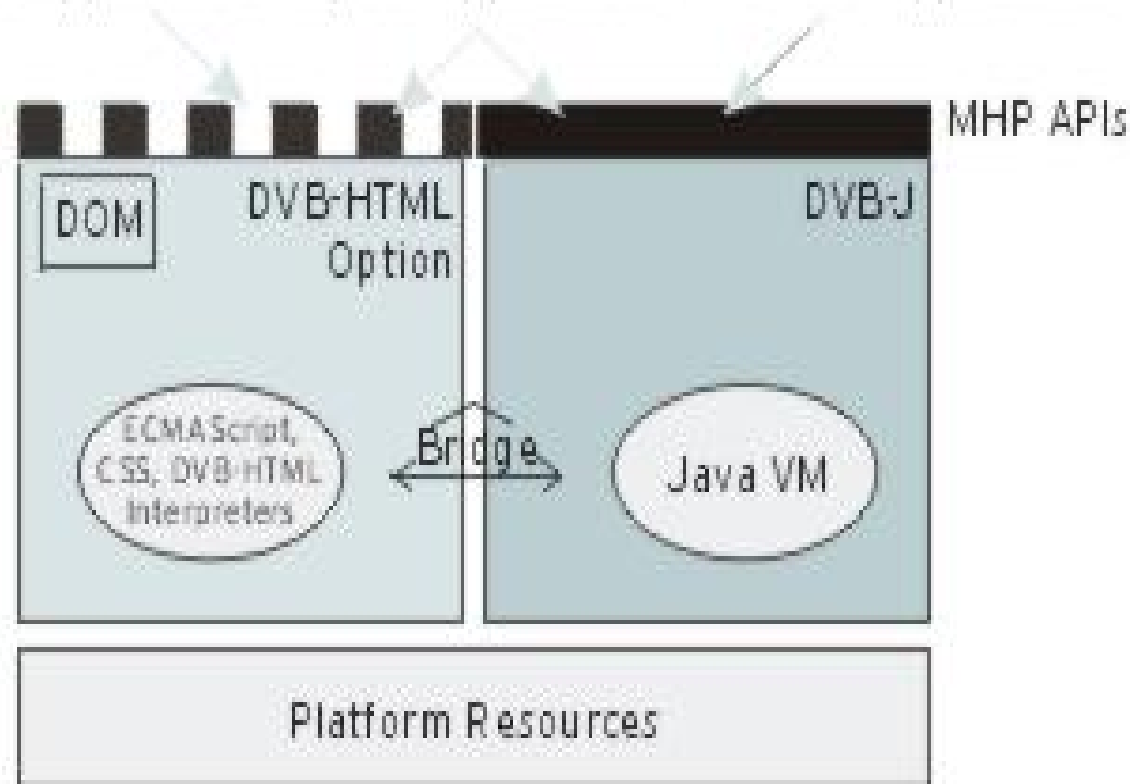 MHP APIs
DOM
DVB-HTML
Option
DVB-J
ECMAScript,
CSS, DVB-HTML
Interpreters
Bridge
Java VM
Platform Resources